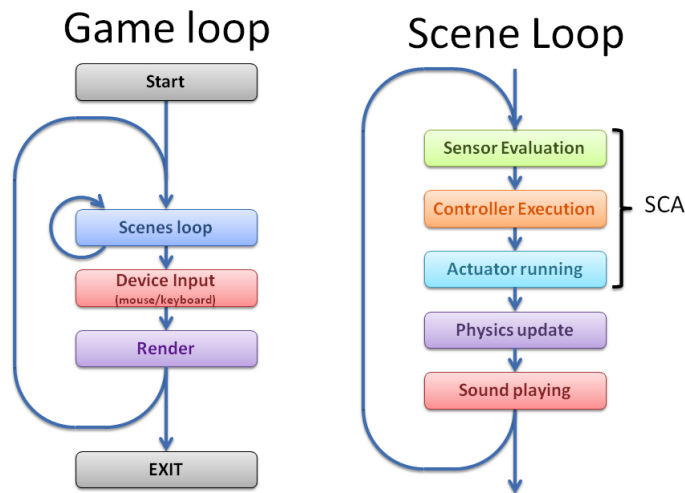 Game loop
Start
Scenes loop
Device Input
(mouse/keyboard)
Render
EXIT
Scene Loop
Sensor Evaluation
Controller Execution
Actuator running
SCA
Physics update
Sound playing